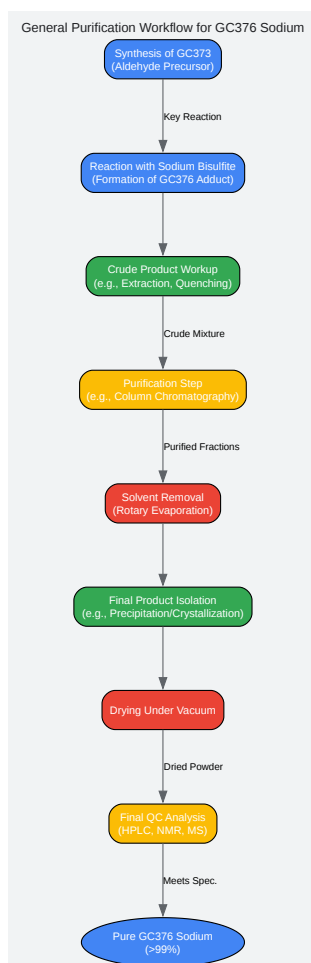 General Purification Workflow for GC376 Sodium
Synthesis of GC373
(Aldehyde Precursor)
Key Reaction
Reaction with Sodium Bisulfite
(Formation of GC376 Adduct)
Crude Product Workup
(e.g., Extraction, Quenching)
Crude Mixture
Purification Step
(e.g., Column Chromatography)
Purified Fractions
Solvent Removal
(Rotary Evaporation)
Final Product Isolation
(e.g., Precipitation/Crystallization)
Drying Under Vacuum
Dried Powder
Final QC Analysis
(HPLC, NMR, MS)
Meets Spec.
Pure GC376 Sodium
(>99%)